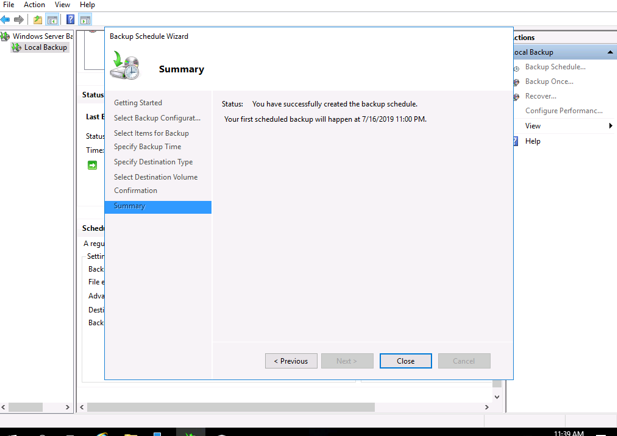 File Action View Help
Windows Server Ba
Local Backup
Status
Last B
Status
Time:
Schedu
A regu
Settin
Back
File e
Adva
Desti
Back
Backup Schedule Wizard
Summary
Getting Started
Select Backup Configurat...
Select Items for Backup
Specify Backup Time
Specify Destination Type
Select Destination Volume
Confirmation
Summary
Status: You have successfully created the backup schedule.
Your first scheduled backup will happen at 7/16/2019 11:00 PM.
< Previous
Next >
Close
Cancel
ctions
ocal Backup
Backup Schedule...
Backup Once...
Recover...
Configure Performanc...
View
Help
11:39 AM